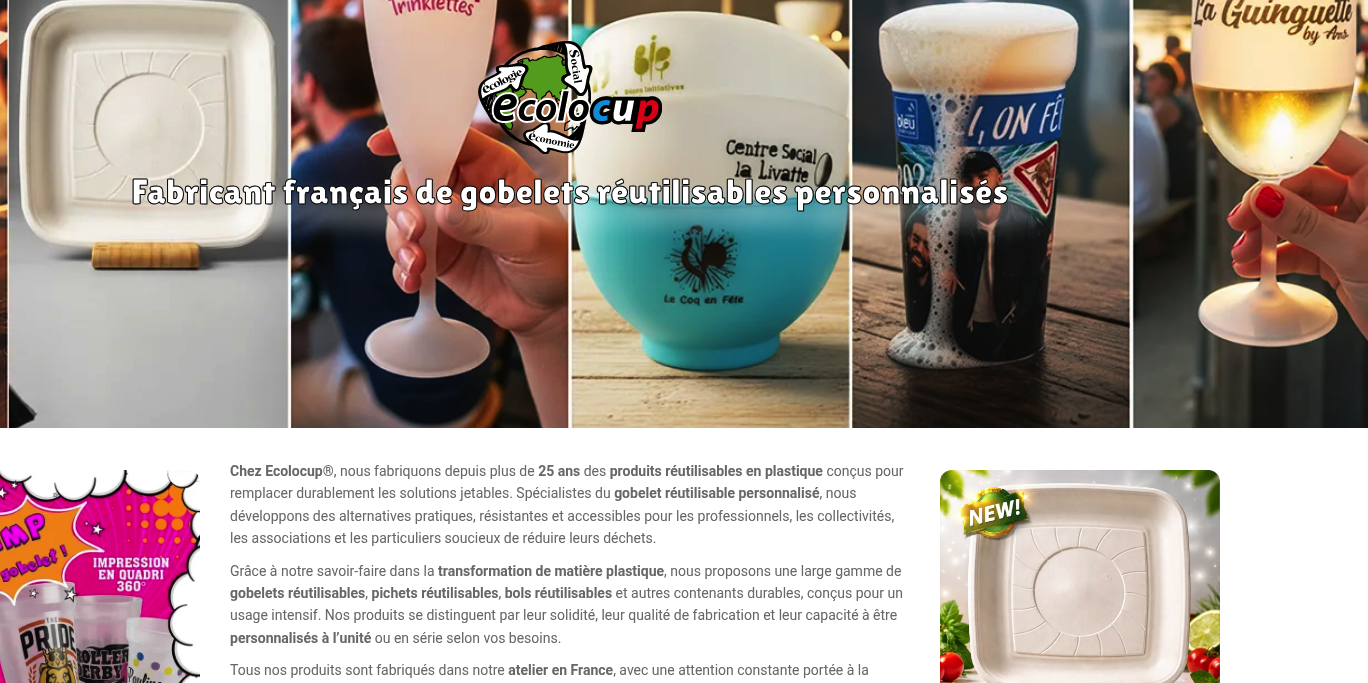 Trinklettes
La Guinguette
by Ans
écologie
Social
ecolocup
économie
bie
Centre Social
la Livatte
Fabricant français de gobelets réutilisables personnalisés
bleu
, ON FÊ
Le Coq en Fête
Chez Ecolocup®, nous fabriquons depuis plus de 25 ans des produits réutilisables en plastique conçus pour
remplacer durablement les solutions jetables. Spécialistes du gobelet réutilisable personnalisé, nous
développons des alternatives pratiques, résistantes et accessibles pour les professionnels, les collectivités,
les associations et les particuliers soucieux de réduire leurs déchets.
Grâce à notre savoir-faire dans la transformation de matière plastique, nous proposons une large gamme de
gobelets réutilisables, pichets réutilisables, bols réutilisables et autres contenants durables, conçus pour un
usage intensif. Nos produits se distinguent par leur solidité, leur qualité de fabrication et leur capacité à être
personnalisés à l’unité ou en série selon vos besoins.
Tous nos produits sont fabriqués dans notre atelier en France, avec une attention constante portée à la
MP
gobelet !
IMPRESSION
EN QUADRI
360°
THE
PRIDE
ROLLER
DERBY
Pauline
NEW!